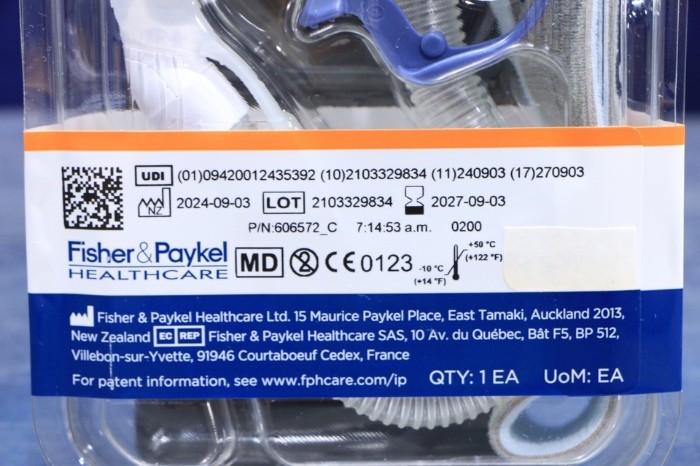 UDI (01)09420012435392 (10)2103329834 (11)240903 (17)270903
NZ 2024-09-03 LOT 2103329834 2027-09-03
P/N:606572_C 7:14:53 a.m. 0200
Fisher&Paykel
HEALTHCARE
MD 2 CE 0123 -10 °C (+14 °F) +50 °C (+122 °F)
Fisher & Paykel Healthcare Ltd. 15 Maurice Paykel Place, East Tamaki, Auckland 2013,
New Zealand EC REP Fisher & Paykel Healthcare SAS, 10 Av. du Québec, Bât F5, BP 512,
Villebon-sur-Yvette, 91946 Courtaboeuf Cedex, France
For patent information, see www.fphcare.com/ip QTY: 1 EA UoM: EA